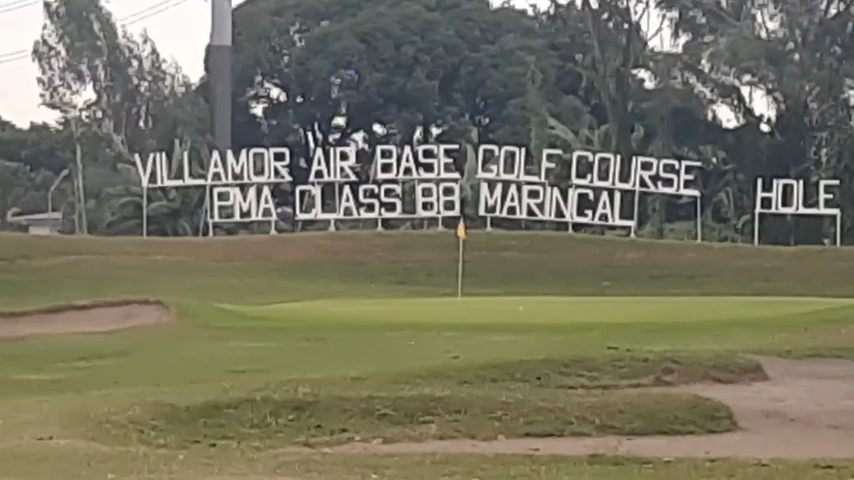 VILLAMOR AIR BASE GOLF COURSE
PMA CLASS 88 MARINGAL
HOLE